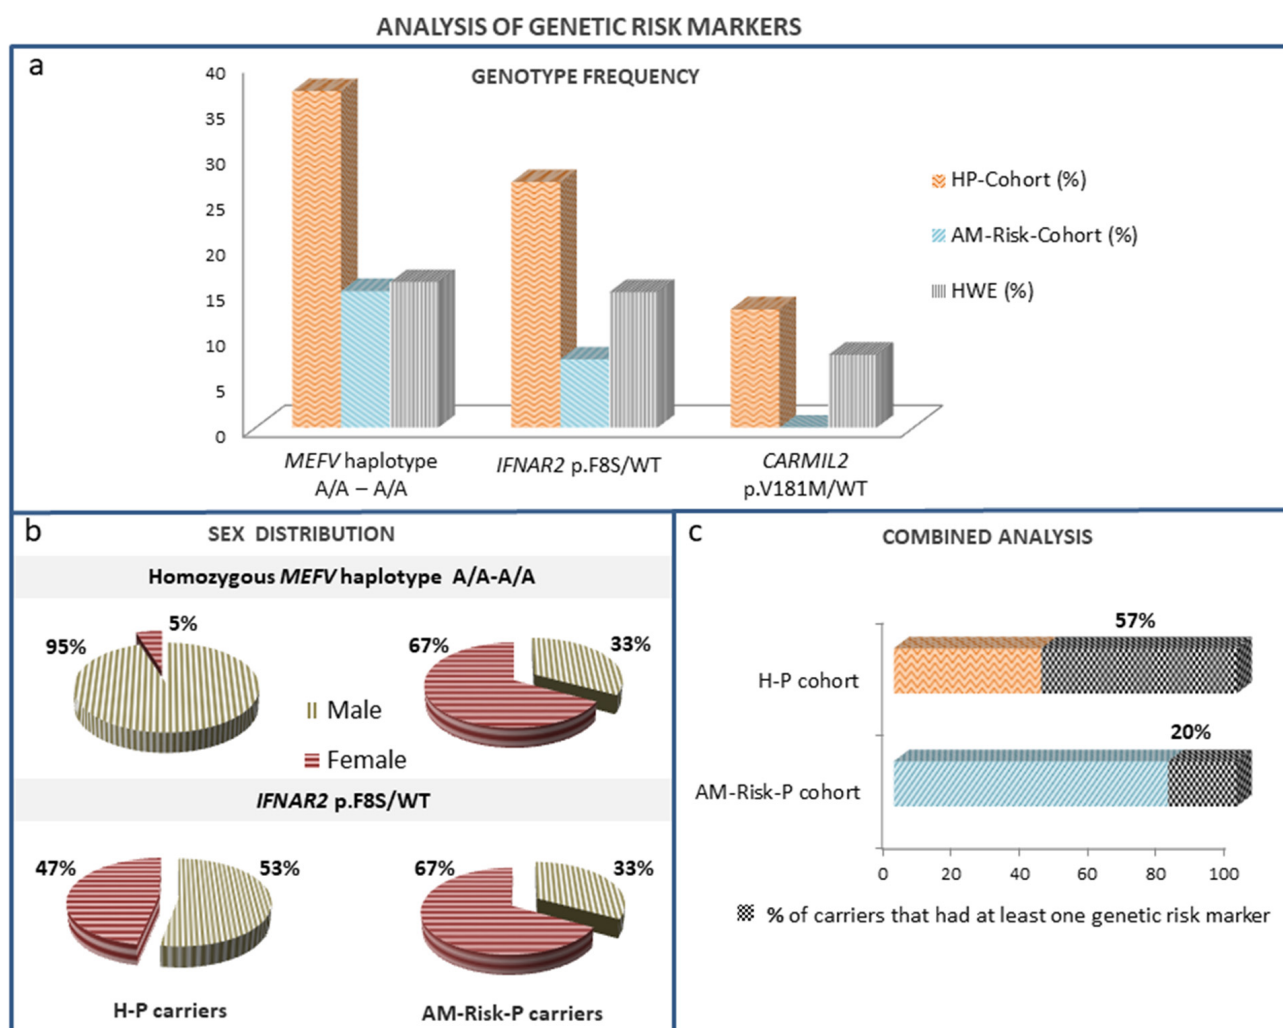 ANALYSIS OF GENETIC RISK MARKERS
a
GENOTYPE FREQUENCY
40
35
30
25
20
15
10
5
0
HP-Cohort (%)
AM-Risk-Cohort (%)
HWE (%)
MEFV haplotype
A/A – A/A
IFNAR2 p.F8S/WT
CARMIL2
p.V181M/WT
b
SEX DISTRIBUTION
Homozygous MEFV haplotype A/A-A/A
95%
5%
67%
33%
Male
Female
IFNAR2 p.F8S/WT
47%
53%
67%
33%
H-P carriers
AM-Risk-P carriers
c
COMBINED ANALYSIS
57%
H-P cohort
20%
AM-Risk-P cohort
0 20 40 60 80 100
% of carriers that had at least one genetic risk marker